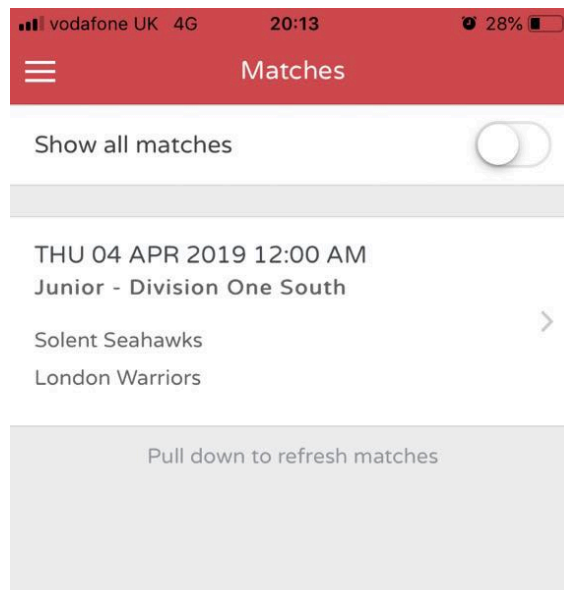 vodafone UK 4G 20:13 28%
Matches
Show all matches
THU 04 APR 2019 12:00 AM
Junior - Division One South
Solent Seahawks
London Warriors
Pull down to refresh matches